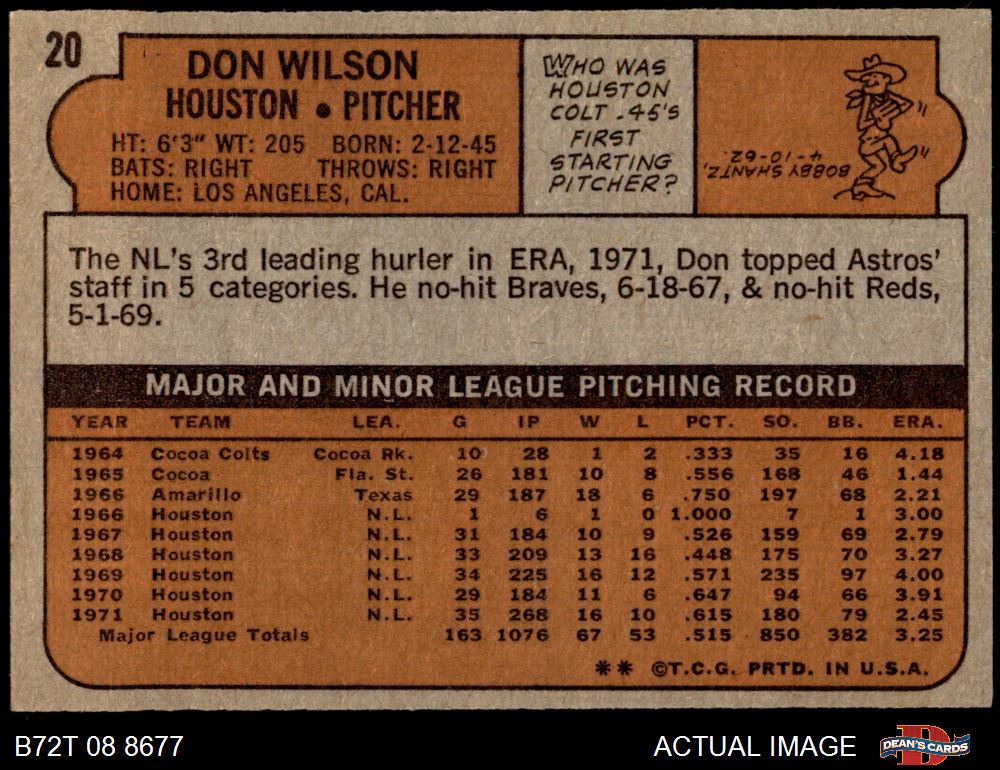 20
DON WILSON
HOUSTON • PITCHER
HT: 6'3" WT: 205 BORN: 2-12-45
BATS: RIGHT THROWS: RIGHT
HOME: LOS ANGELES, CAL.
WHO WAS
HOUSTON
COLT .45'S
FIRST
STARTING
PITCHER?
BOBBY SHANTZ,
4-10-62.
The NL's 3rd leading hurler in ERA, 1971, Don topped Astros'
staff in 5 categories. He no-hit Braves, 6-18-67, & no-hit Reds,
5-1-69.
MAJOR AND MINOR LEAGUE PITCHING RECORD
YEAR TEAM LEA. G IP W L PCT. SO. BB. ERA.
1964 Cocoa Colts Cocoa Rk. 10 28 1 2 .333 35 16 4.18
1965 Cocoa Fla. St. 26 181 10 8 .556 168 46 1.44
1966 Amarillo Texas 29 187 18 6 .750 197 68 2.21
1966 Houston N.L. 1 6 1 0 1.000 7 1 3.00
1967 Houston N.L. 31 184 10 9 .526 159 69 2.79
1968 Houston N.L. 33 209 13 16 .448 175 70 3.27
1969 Houston N.L. 34 225 16 12 .571 235 97 4.00
1970 Houston N.L. 29 184 11 6 .647 94 66 3.91
1971 Houston N.L. 35 268 16 10 .615 180 79 2.45
Major League Totals 163 1076 67 53 .515 850 382 3.25
** ©T.C.G. PRTD. IN U.S.A.
B72T 08 8677
ACTUAL IMAGE
D
DEAN'S CARDS